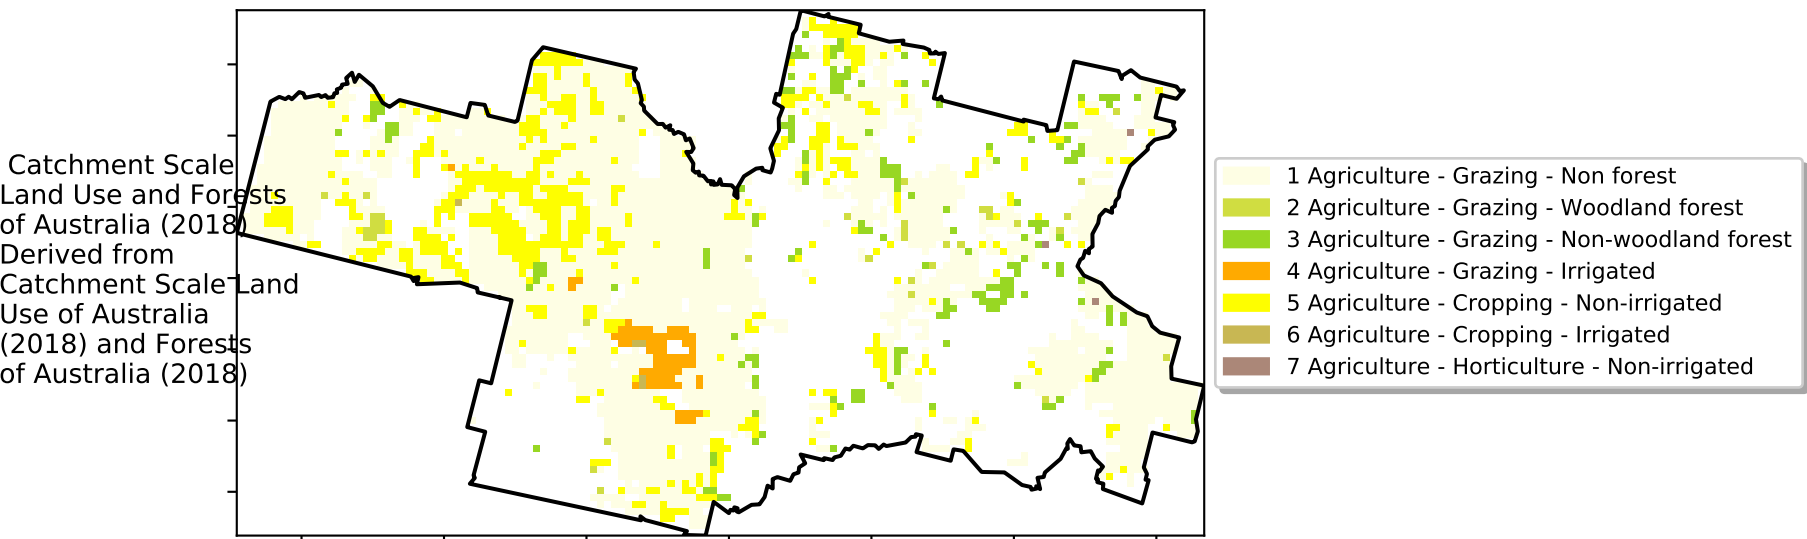 Catchment Scale
Land Use and Forests
of Australia (2018)
Derived from
Catchment Scale Land
Use of Australia
(2018) and Forests
of Australia (2018)
1 Agriculture - Grazing - Non forest
2 Agriculture - Grazing - Woodland forest
3 Agriculture - Grazing - Non-woodland forest
4 Agriculture - Grazing - Irrigated
5 Agriculture - Cropping - Non-irrigated
6 Agriculture - Cropping - Irrigated
7 Agriculture - Horticulture - Non-irrigated